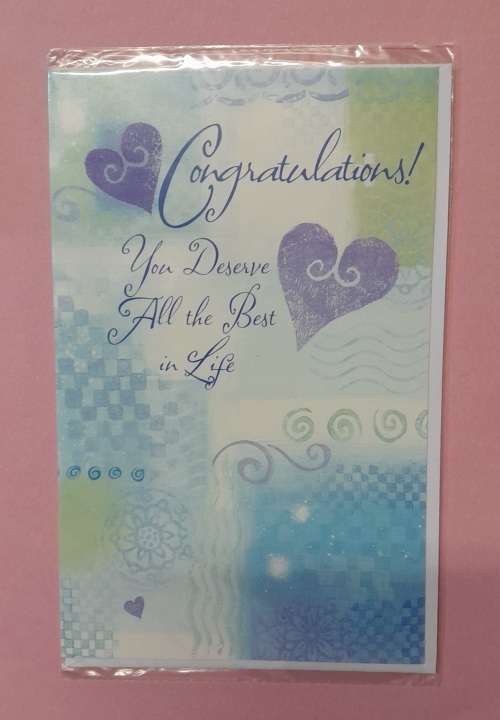 Congratulations!
You Deserve
All the Best
in Life